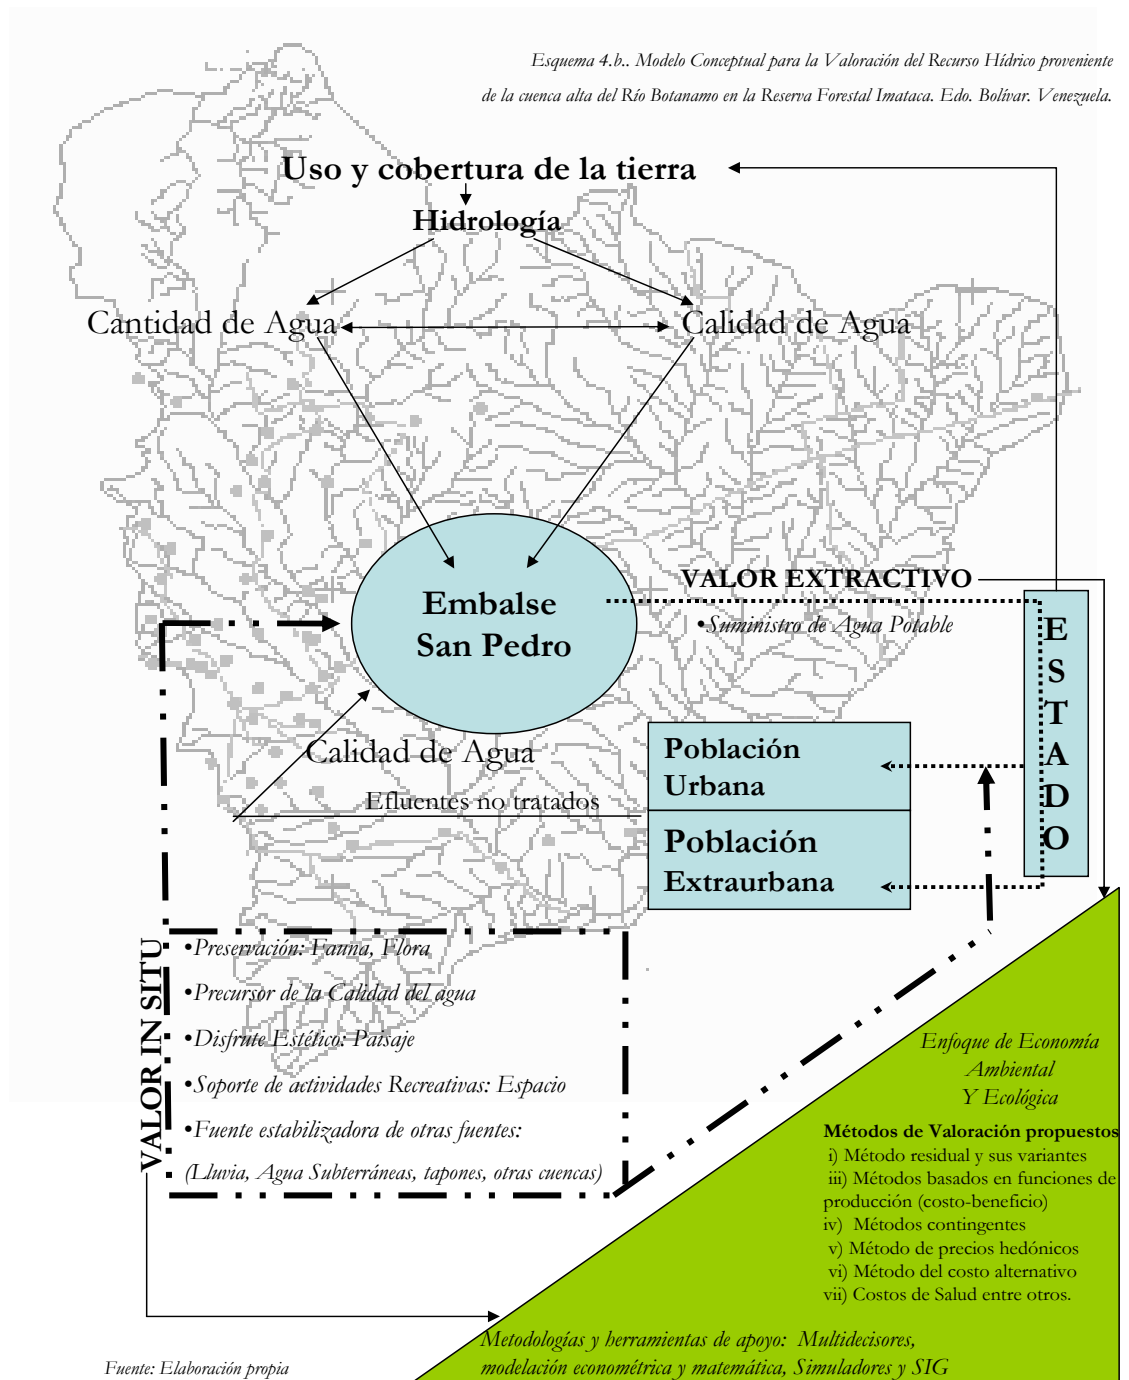 Esquema 4.b.. Modelo Conceptual para la Valoración del Recurso Hídrico proveniente
de la cuenca alta del Río Botanamo en la Reserva Forestal Imataca. Edo. Bolívar. Venezuela.
Uso y cobertura de la tierra
Hidrología
Cantidad de Agua
Calidad de Agua
Embalse
San Pedro
VALOR EXTRACTIVO
•Suministro de Agua Potable
E
S
T
A
D
O
Calidad de Agua
Efluentes no tratados
Población
Urbana
Población
Extraurbana
VALOR IN SITU
•Preservación: Fauna, Flora
•Precursor de la Calidad del agua
•Disfrute Estético: Paisaje
•Soporte de actividades Recreativas: Espacio
•Fuente estabilizadora de otras fuentes:
(Lluvia, Agua Subterráneas, tapones, otras cuencas)
Enfoque de Economía
Ambiental
Y Ecológica
Métodos de Valoración propuestos
i) Método residual y sus variantes
iii) Métodos basados en funciones de
producción (costo-beneficio)
iv) Métodos contingentes
v) Método de precios hedónicos
vi) Método del costo alternativo
vii) Costos de Salud entre otros.
Metodologías y herramientas de apoyo: Multidecisores,
modelación econométrica y matemática, Simuladores y SIG
Fuente: Elaboración propia